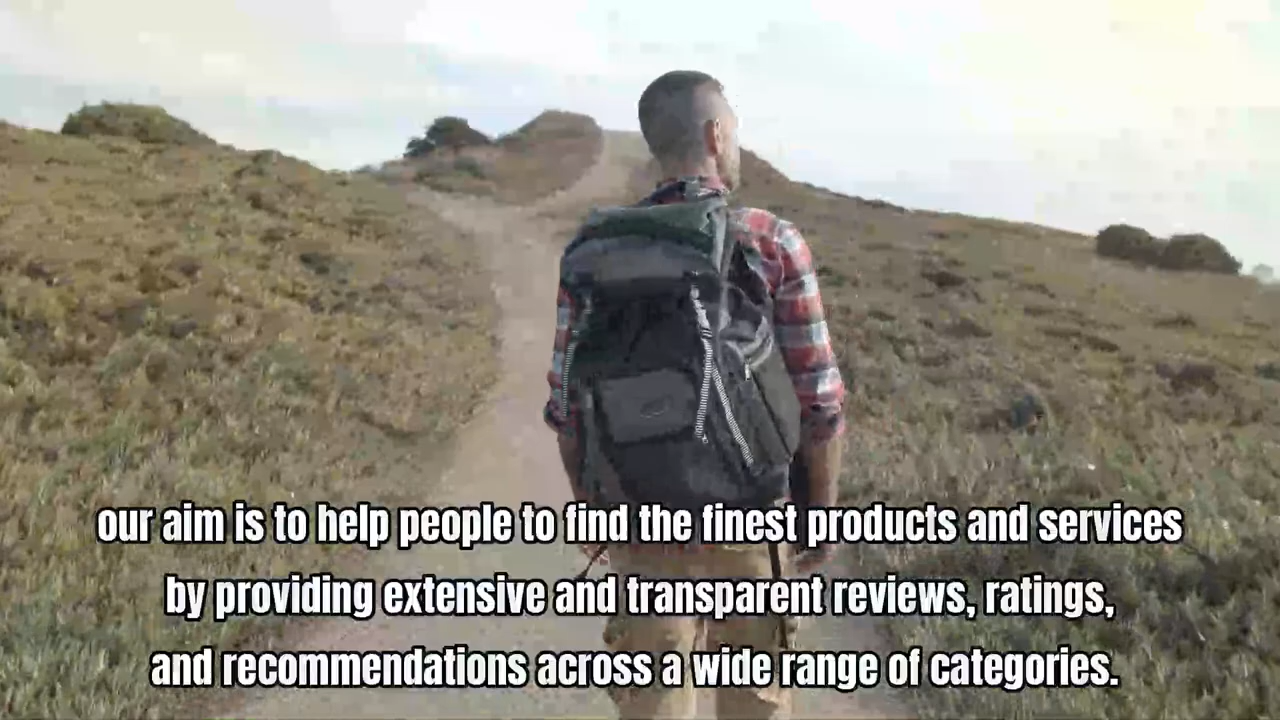 our aim is to help people to find the finest products and services
by providing extensive and transparent reviews, ratings,
and recommendations across a wide range of categories.